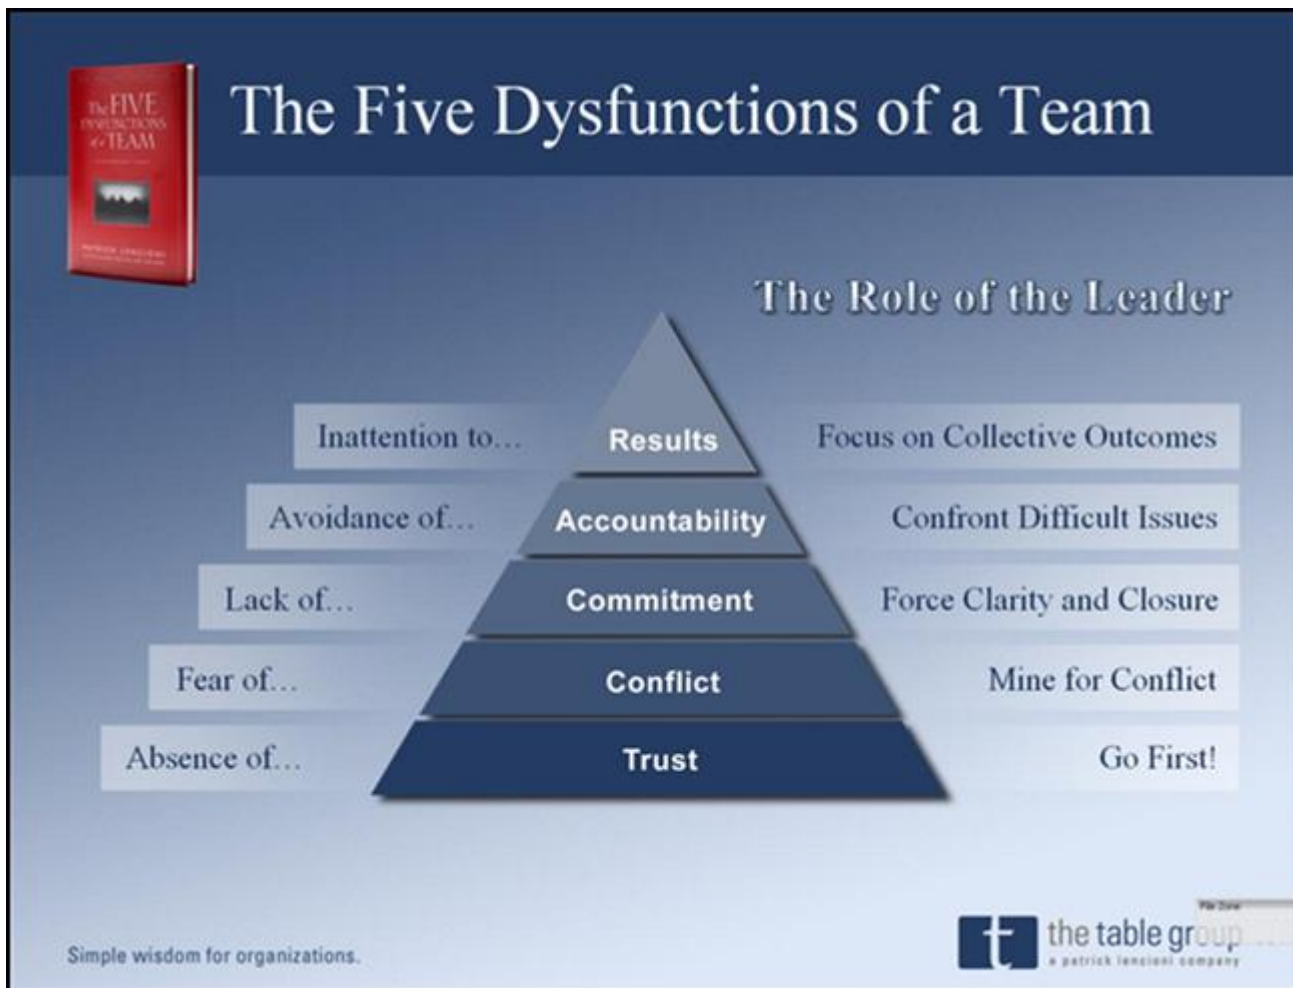 The FIVE
DYSFUNCTIONS
of a TEAM
PATRICK LENCIONI
The Five Dysfunctions of a Team
The Role of the Leader
Inattention to... Results Focus on Collective Outcomes
Avoidance of... Accountability Confront Difficult Issues
Lack of... Commitment Force Clarity and Closure
Fear of... Conflict Mine for Conflict
Absence of... Trust Go First!
Simple wisdom for organizations.
t
the table group
a patrick lencioni company